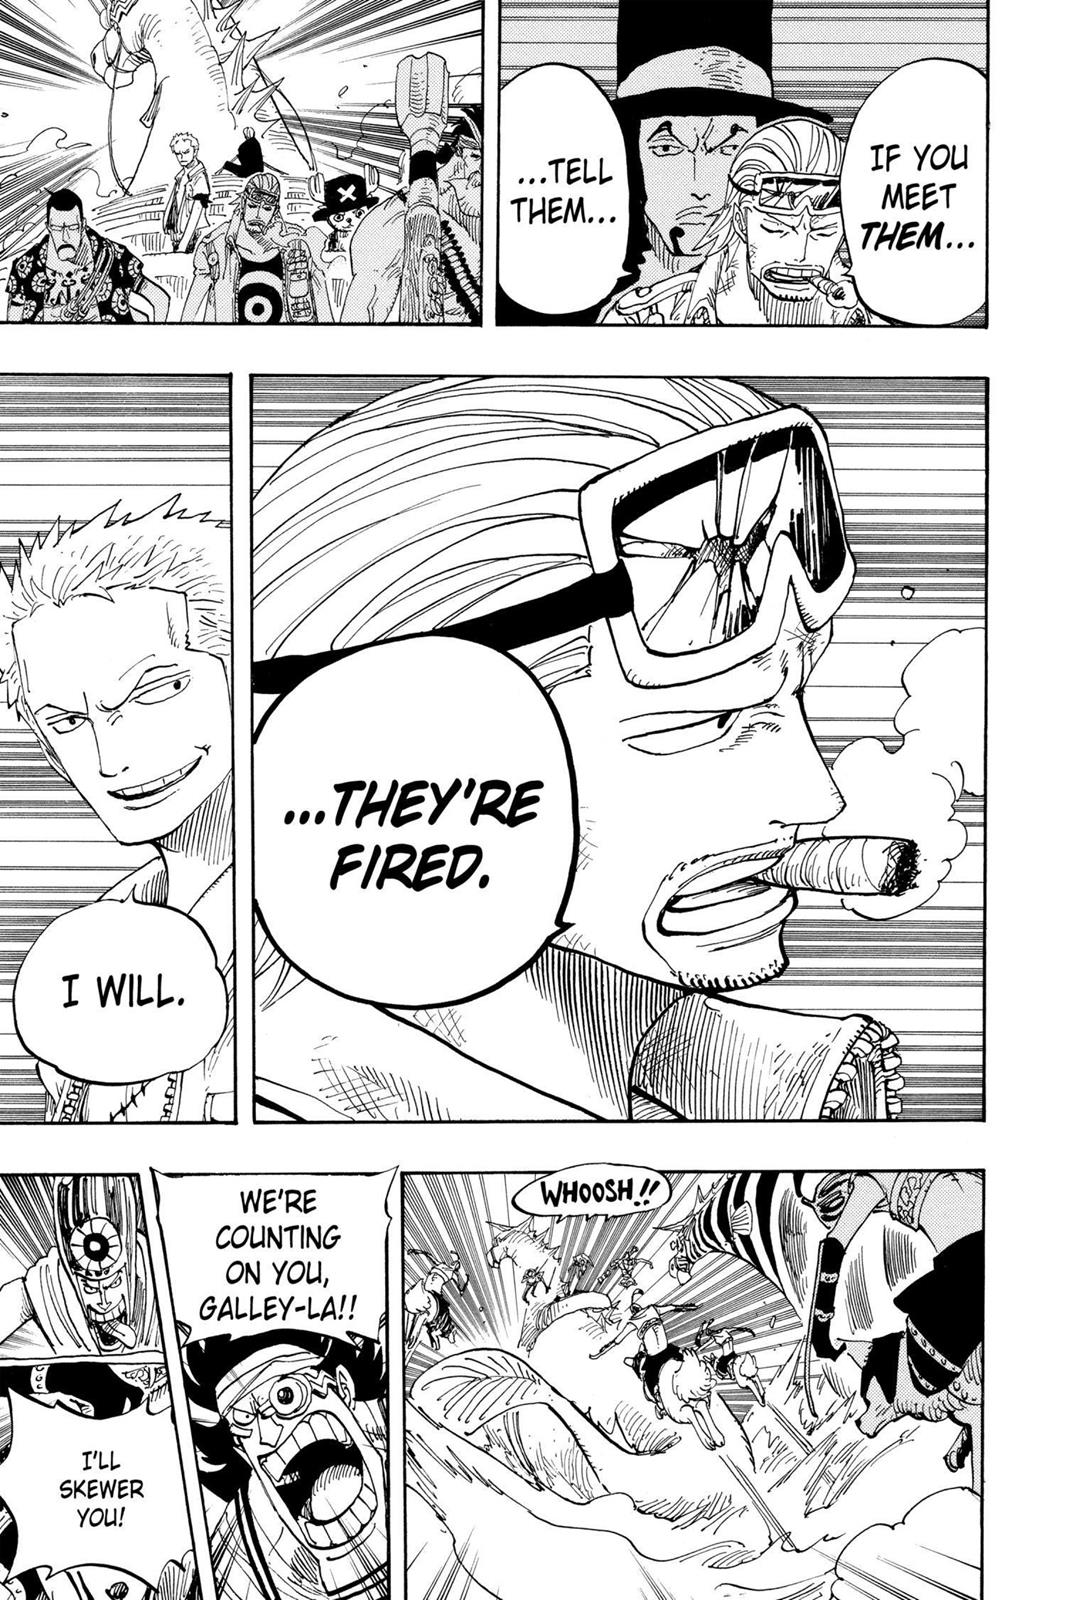 IF YOU
MEET
THEM...
...TELL
THEM...
...THEY'RE
FIRED.
I WILL.
WHOOSH!!
WE'RE
COUNTING
ON YOU,
GALLEY-LA!!
I'LL
SKEWER
YOU!